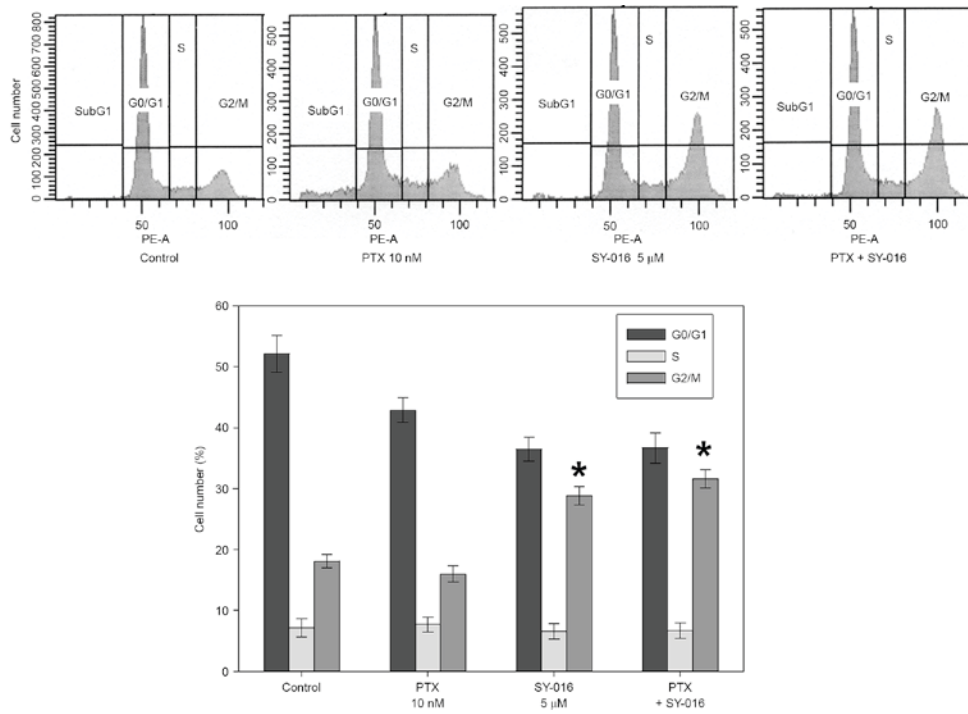 Cell number
0 100 200 300 400 500 600 700 800
SubG1
G0/G1
S
G2/M
50 100
PE-A
Control
0 100 200 300 400 500
SubG1
G0/G1
S
G2/M
50 100
PE-A
PTX 10 nM
0 100 200 300 400 500
SubG1
G0/G1
S
G2/M
50 100
PE-A
SY-016 5 μM
0 100 200 300 400 500
SubG1
G0/G1
S
G2/M
50 100
PE-A
PTX + SY-016
Cell number (%)
60
50
40
30
20
10
0
G0/G1
S
G2/M
*
*
Control
PTX
10 nM
SY-016
5 μM
PTX
+ SY-016